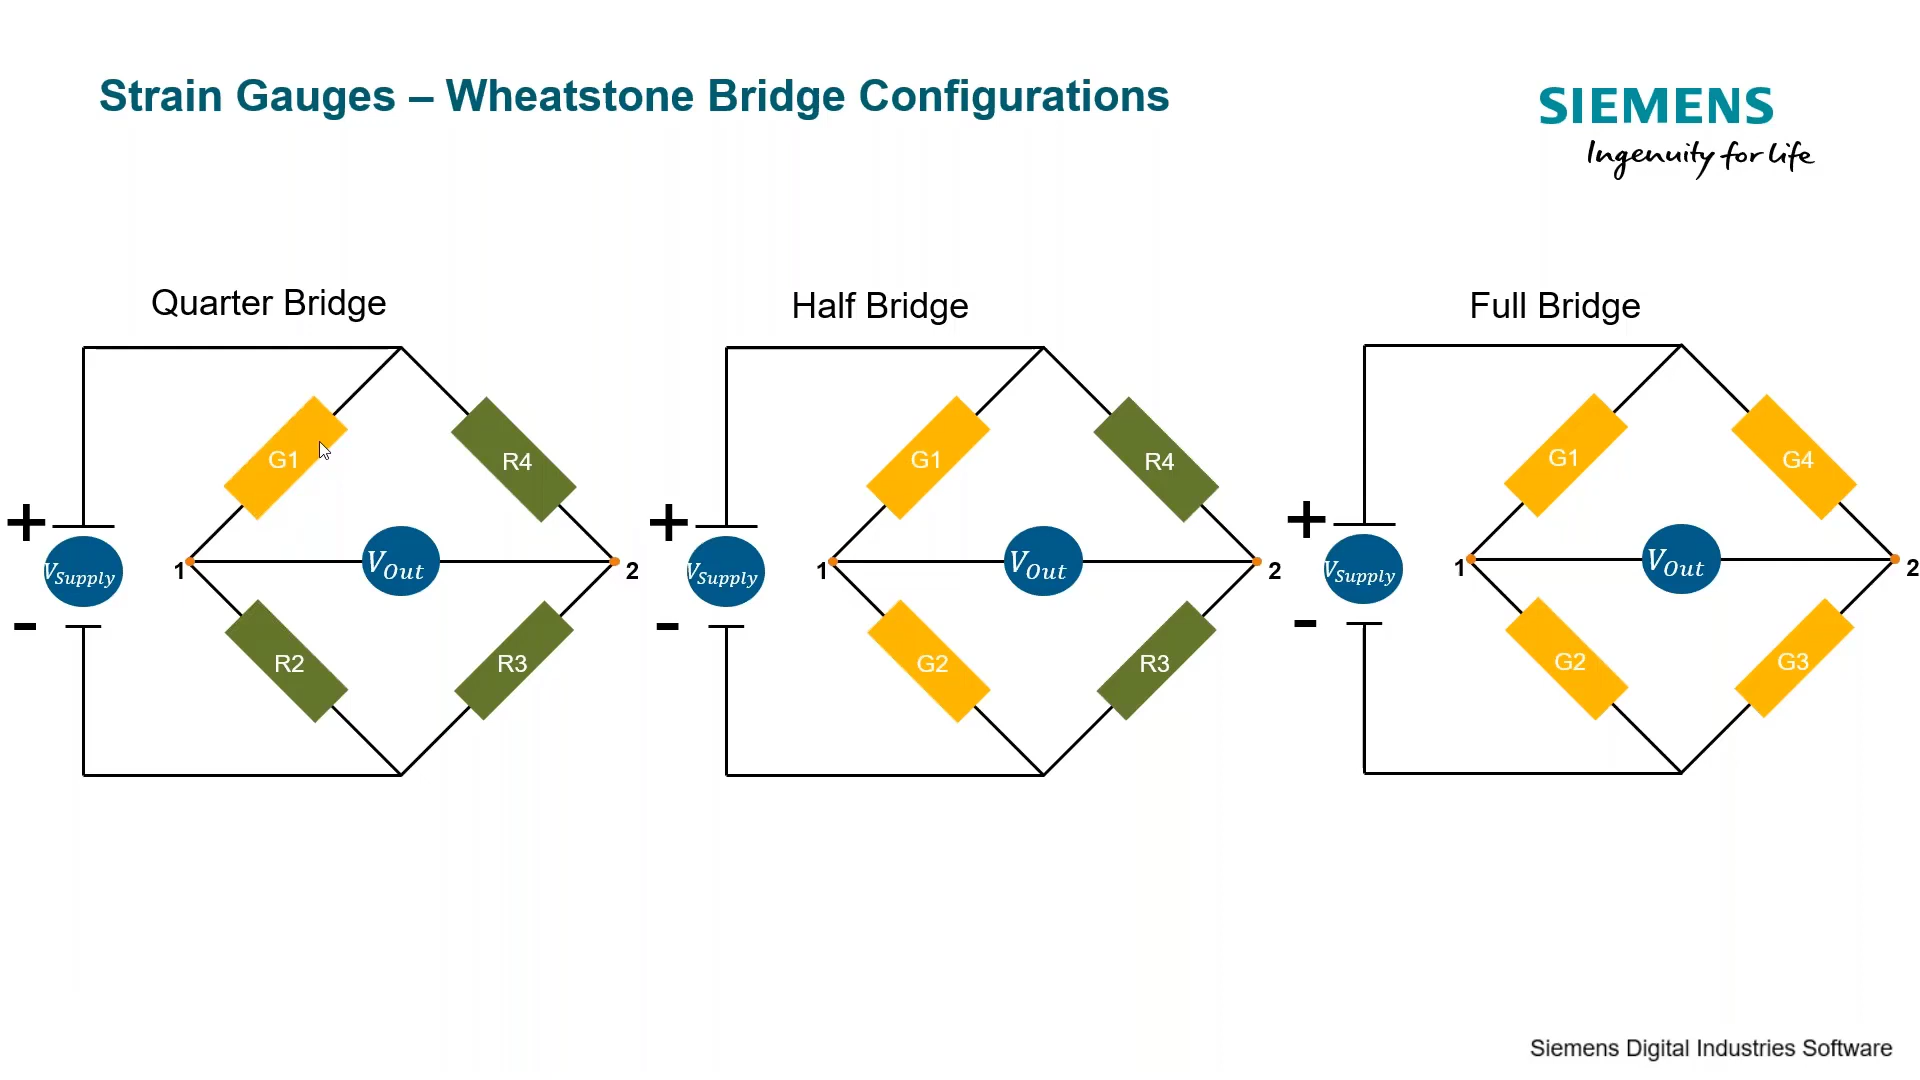 Strain Gauges – Wheatstone Bridge Configurations
SIEMENS
Ingenuity for life
Quarter Bridge
G1
R4
+
V_Supply
-
1
V_Out
2
R2
R3
Half Bridge
G1
R4
+
V_Supply
-
1
V_Out
2
G2
R3
Full Bridge
G1
G4
+
V_Supply
-
1
V_Out
2
G2
G3
Siemens Digital Industries Software